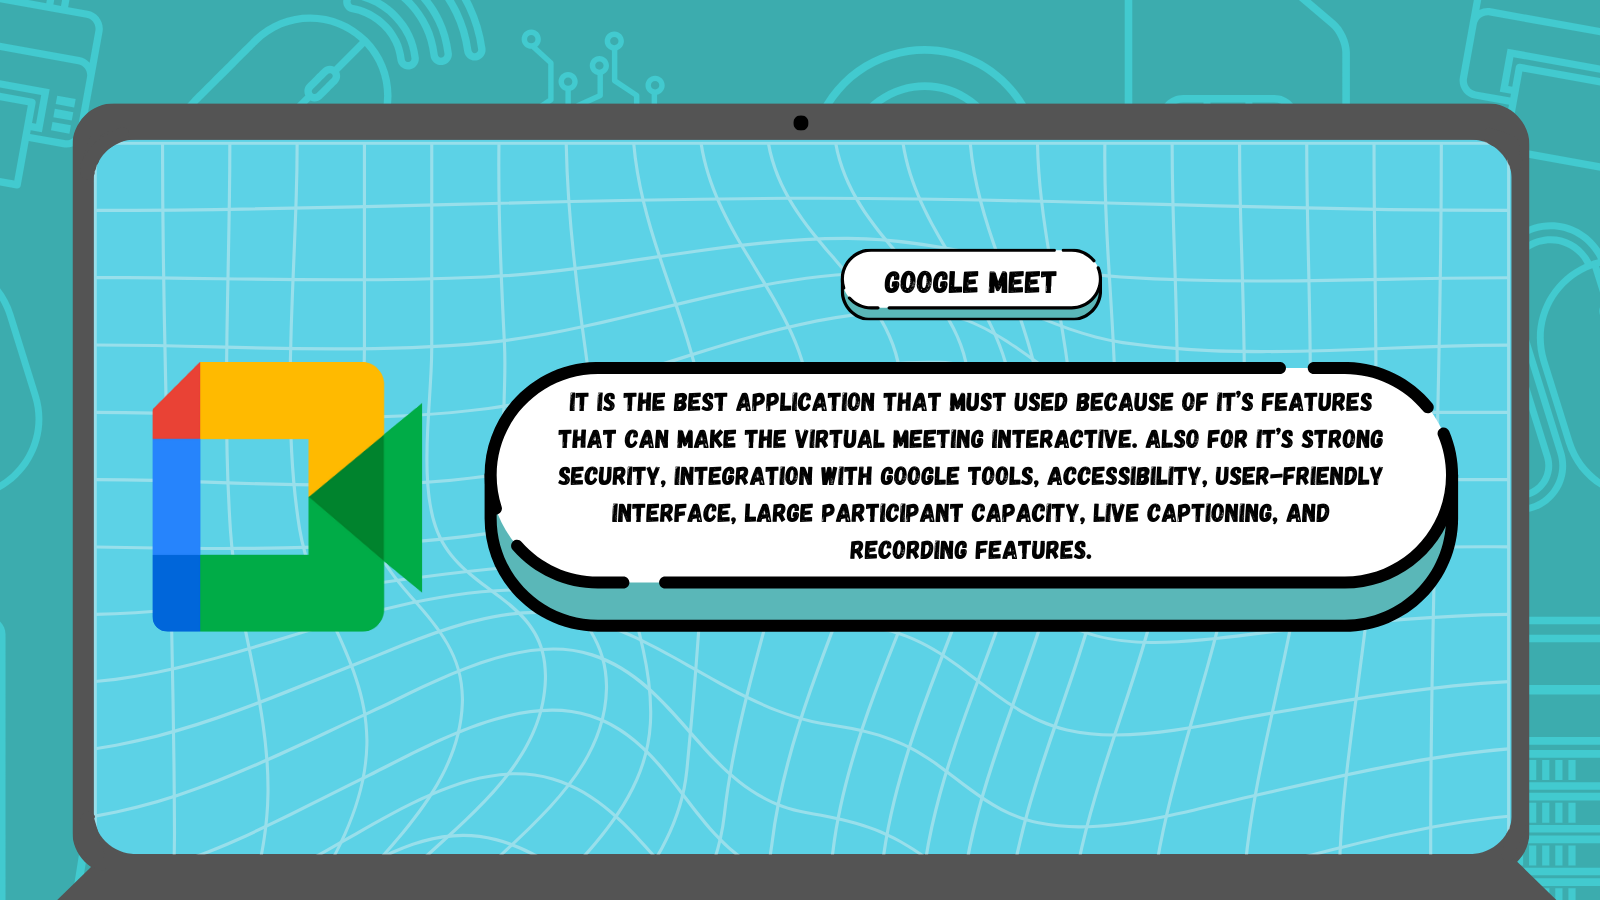 GOOGLE MEET
IT IS THE BEST APPLICATION THAT MUST USED BECAUSE OF IT'S FEATURES
THAT CAN MAKE THE VIRTUAL MEETING INTERACTIVE. ALSO FOR IT'S STRONG
SECURITY, INTEGRATION WITH GOOGLE TOOLS, ACCESSIBILITY, USER-FRIENDLY
INTERFACE, LARGE PARTICIPANT CAPACITY, LIVE CAPTIONING, AND
RECORDING FEATURES.